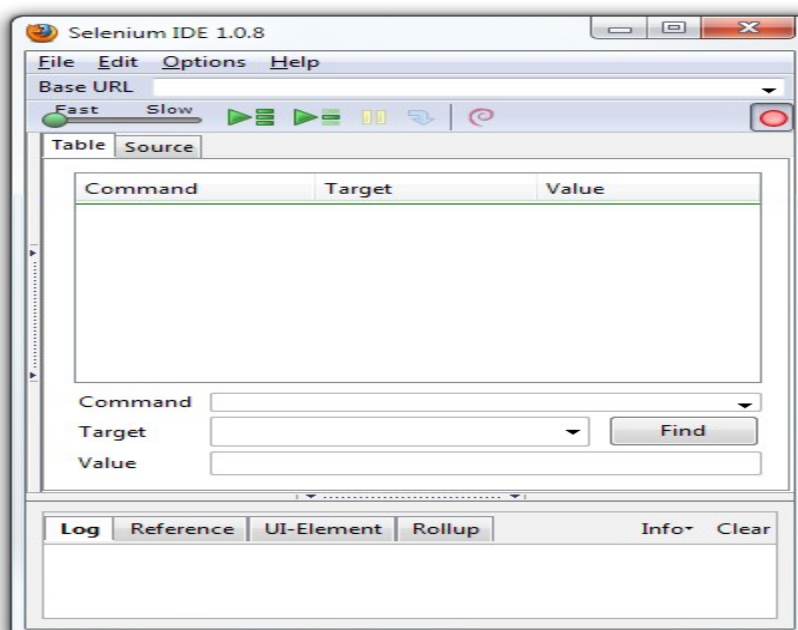 Selenium IDE 1.0.8
File Edit Options Help
Base URL
Fast Slow
Table Source
Command Target Value
Command
Target Find
Value
Log Reference UI-Element Rollup Info Clear